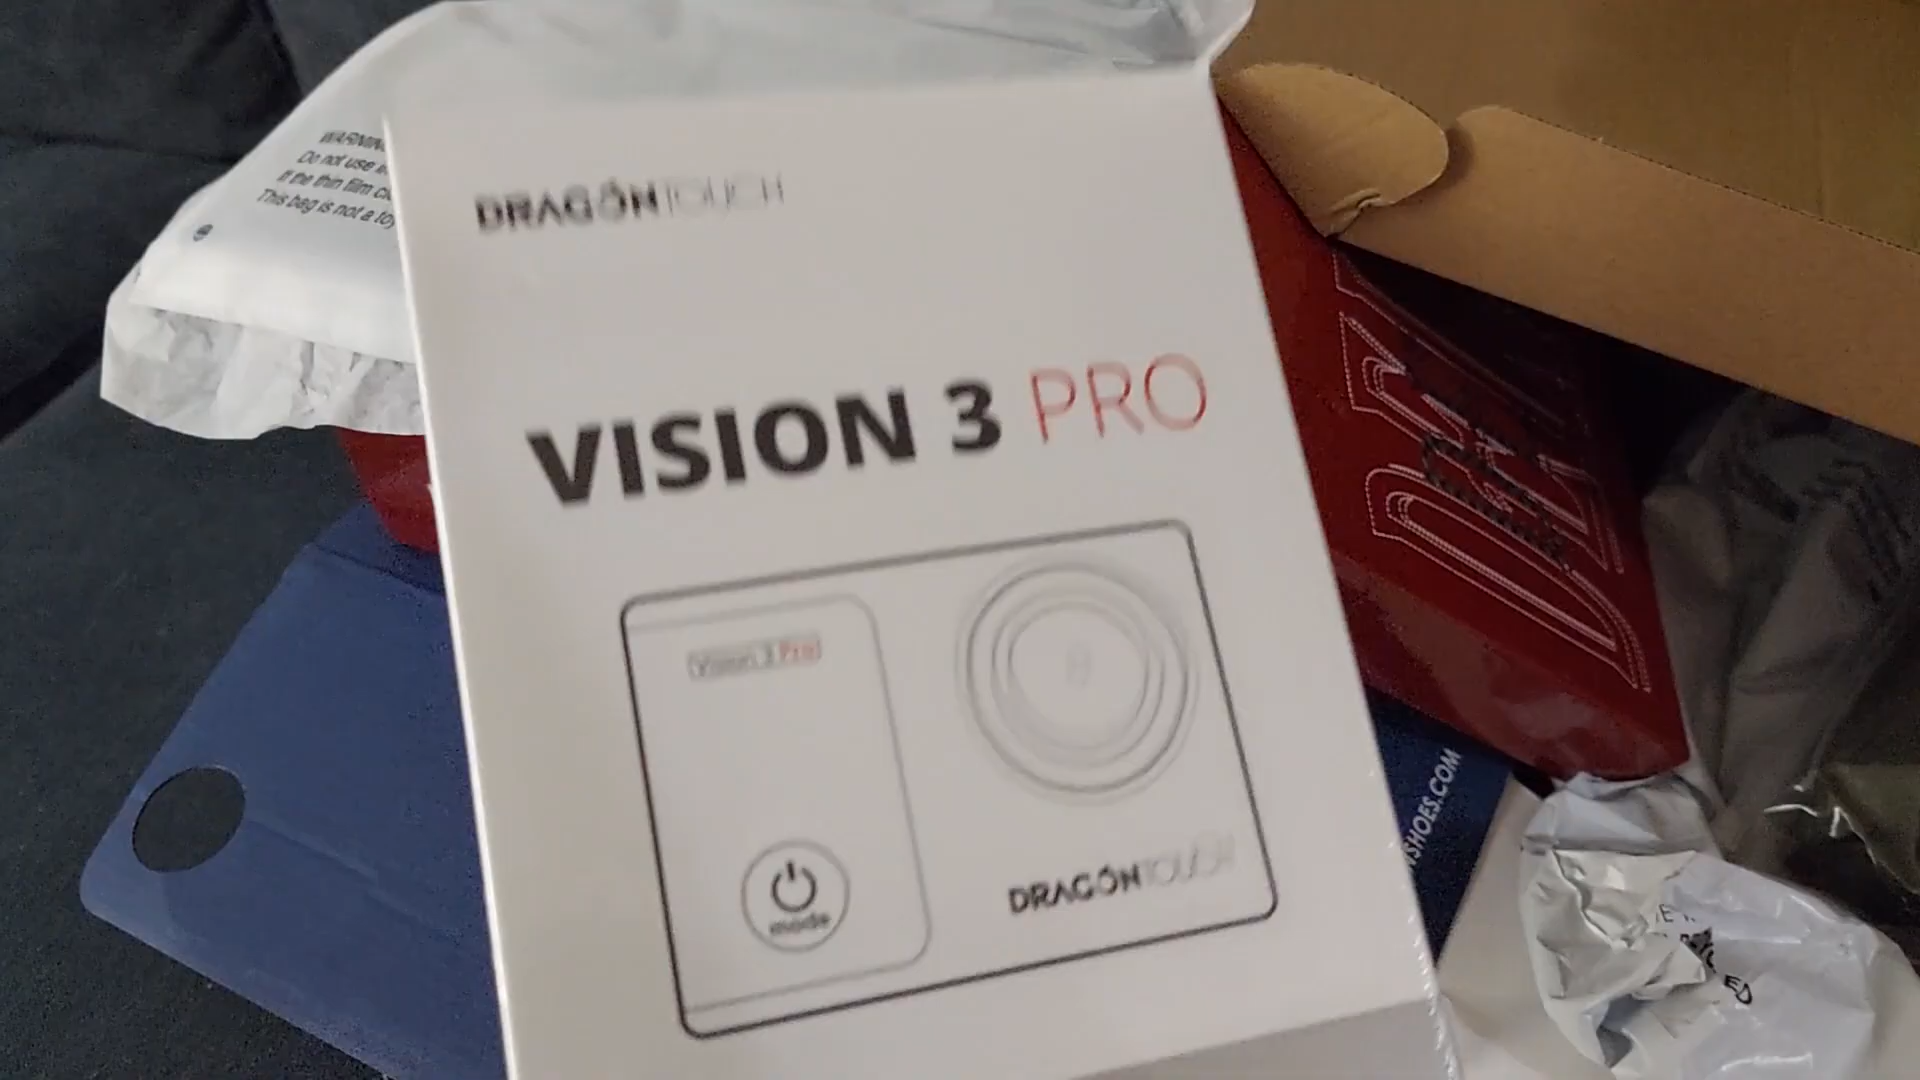 WARNING
Do not use
if the thin film
This bag is not a toy
DRAGONTOUCH
VISION 3 PRO
Vision 3 Pro
mode
DRAGONTOUCH
SHOES.COM